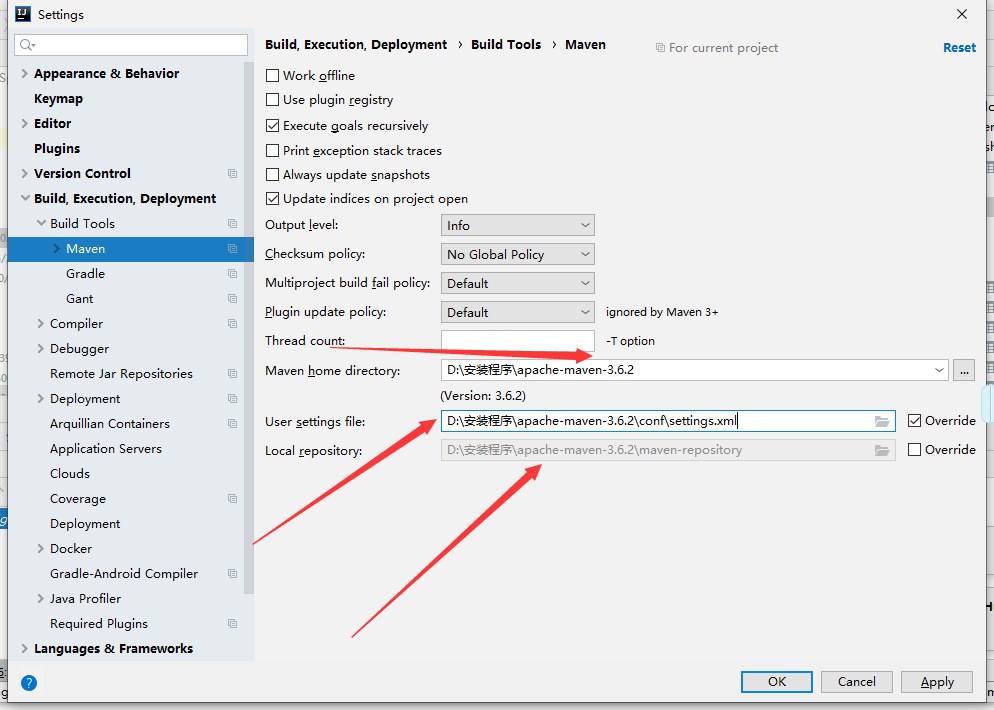 Settings
Build, Execution, Deployment › Build Tools › Maven
For current project
Reset
Appearance & Behavior
Keymap
Editor
Plugins
Version Control
Build, Execution, Deployment
Build Tools
Maven
Gradle
Gant
Compiler
Debugger
Remote Jar Repositories
Deployment
Arquillian Containers
Application Servers
Clouds
Coverage
Deployment
Docker
Gradle-Android Compiler
Java Profiler
Required Plugins
Languages & Frameworks
Work offline
Use plugin registry
Execute goals recursively
Print exception stack traces
Always update snapshots
Update indices on project open
Output level: Info
Checksum policy: No Global Policy
Multiproject build fail policy: Default
Plugin update policy: Default ignored by Maven 3+
Thread count: -T option
Maven home directory: D:\安装程序\apache-maven-3.6.2 ...
(Version: 3.6.2)
User settings file: D:\安装程序\apache-maven-3.6.2\conf\settings.xml Override
Local repository: D:\安装程序\apache-maven-3.6.2\maven-repository Override
?
OK Cancel Apply